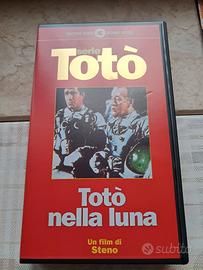 serie
Totò
Totò
nella luna
Un film di
Steno
subito